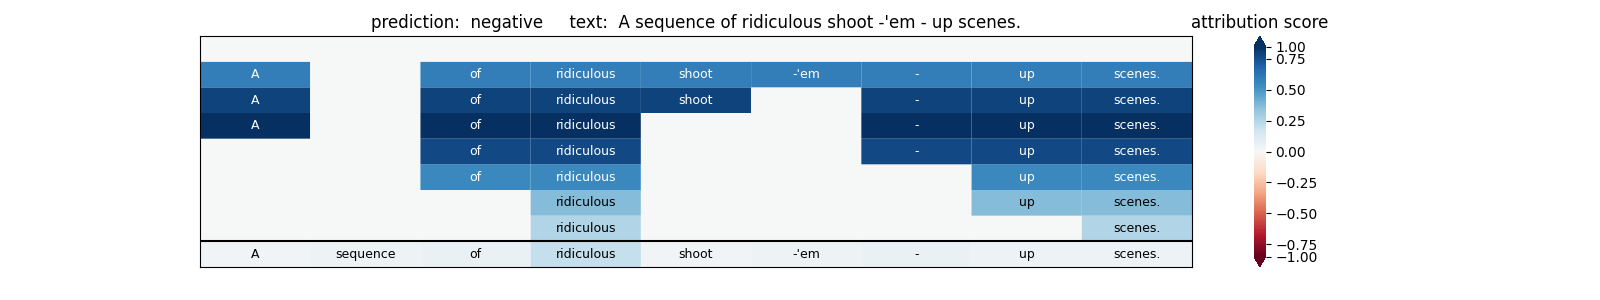 prediction:  negative     text:  A sequence of ridiculous shoot -'em - up scenes.
attribution score
A of ridiculous shoot -'em - up scenes.
A of ridiculous shoot - up scenes.
A of ridiculous - up scenes.
of ridiculous - up scenes.
of ridiculous up scenes.
ridiculous up scenes.
ridiculous scenes.
A sequence of ridiculous shoot -'em - up scenes.
1.00
0.75
0.50
0.25
0.00
−0.25
−0.50
−0.75
−1.00